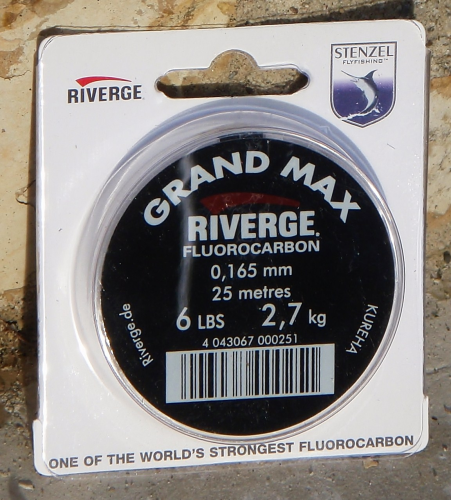 RIVERGE
STENZEL
FLYFISHING™
GRAND MAX
RIVERGE.
FLUOROCARBON
0,165 mm
25 metres
6 LBS 2,7 kg
4 043067 000251
Riverge.de
KUREHA
ONE OF THE WORLD'S STRONGEST FLUOROCARBON